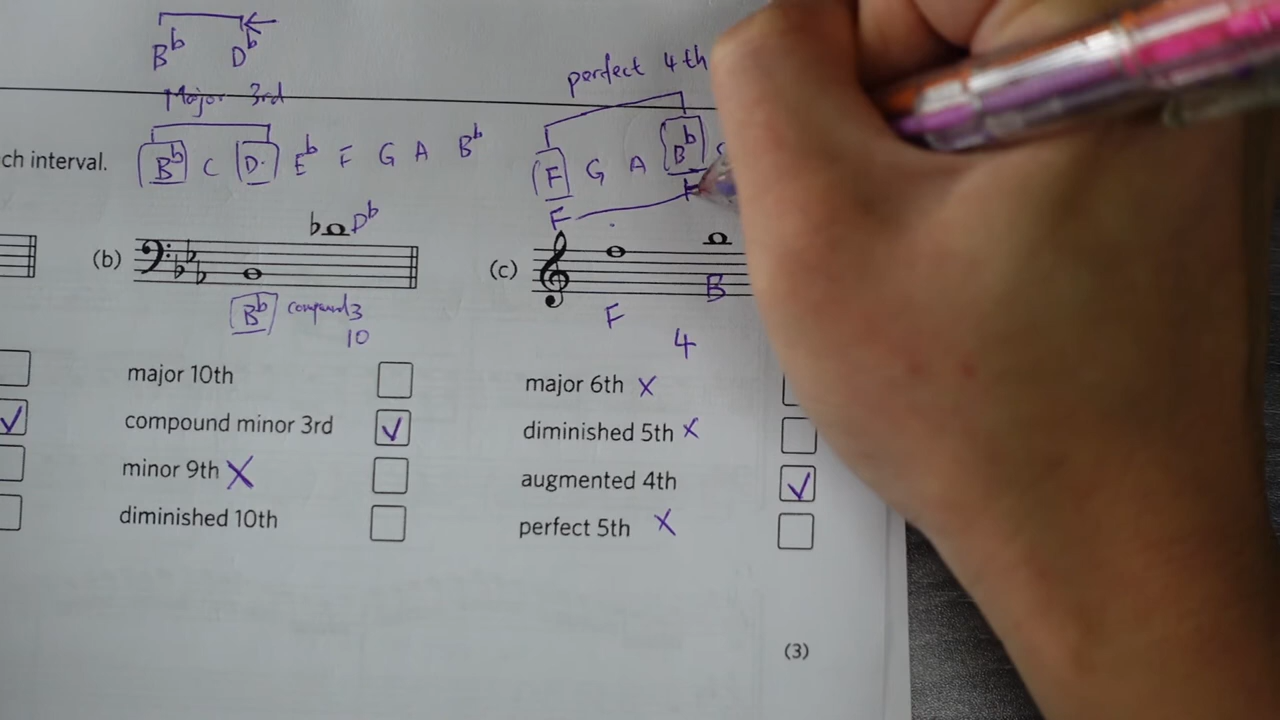 B♭ D♭
Major 3rd
perfect 4th
ch interval.
B♭ C D E♭ F G A B♭
F G A B♭
F
(b)
♭ D♭
B♭ compound 3
10
(c)
F B
4
major 10th
compound minor 3rd ✓
minor 9th X
diminished 10th
major 6th x
diminished 5th x
augmented 4th ✓
perfect 5th x
(3)